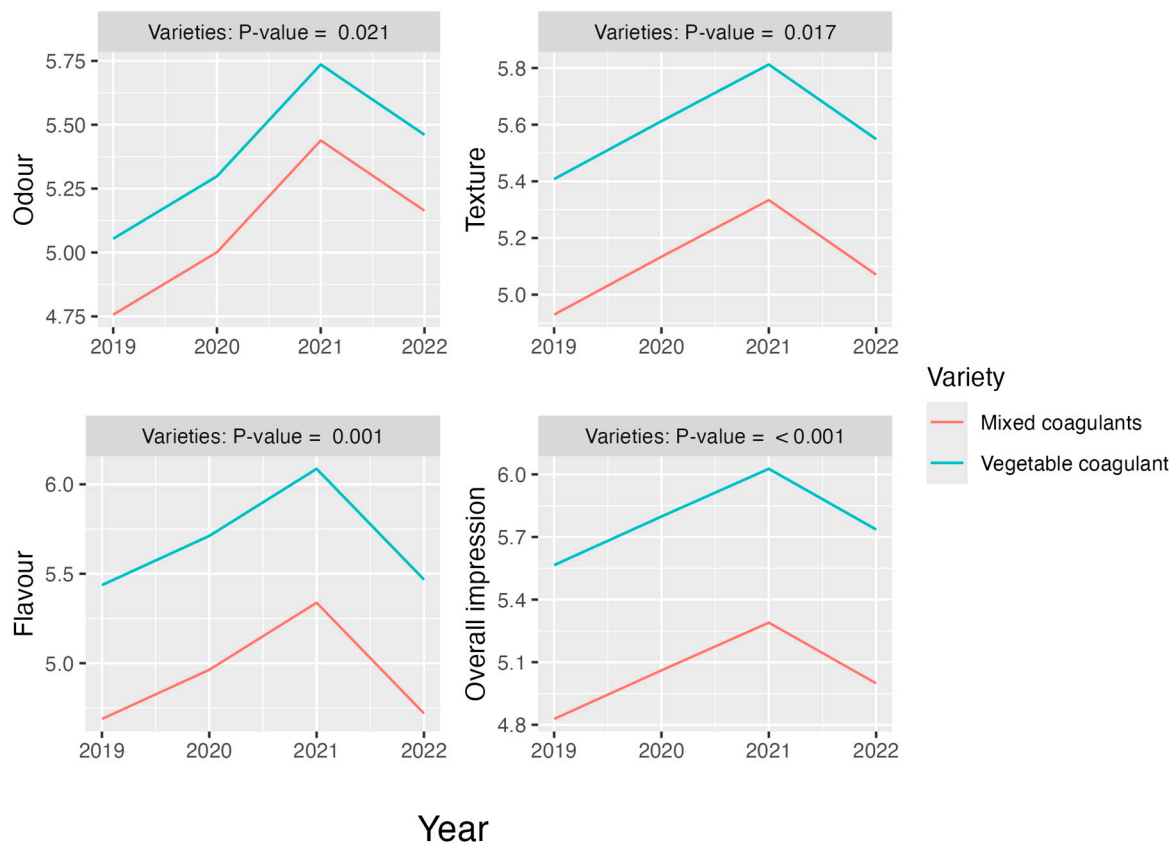 Varieties: P-value =  0.021
Odour
5.75
5.50
5.25
5.00
4.75
2019 2020 2021 2022
Varieties: P-value =  0.017
Texture
5.8
5.6
5.4
5.2
5.0
2019 2020 2021 2022
Varieties: P-value =  0.001
Flavour
6.0
5.5
5.0
2019 2020 2021 2022
Varieties: P-value =  < 0.001
Overall impression
6.0
5.7
5.4
5.1
4.8
2019 2020 2021 2022
Variety
Mixed coagulants
Vegetable coagulant
Year